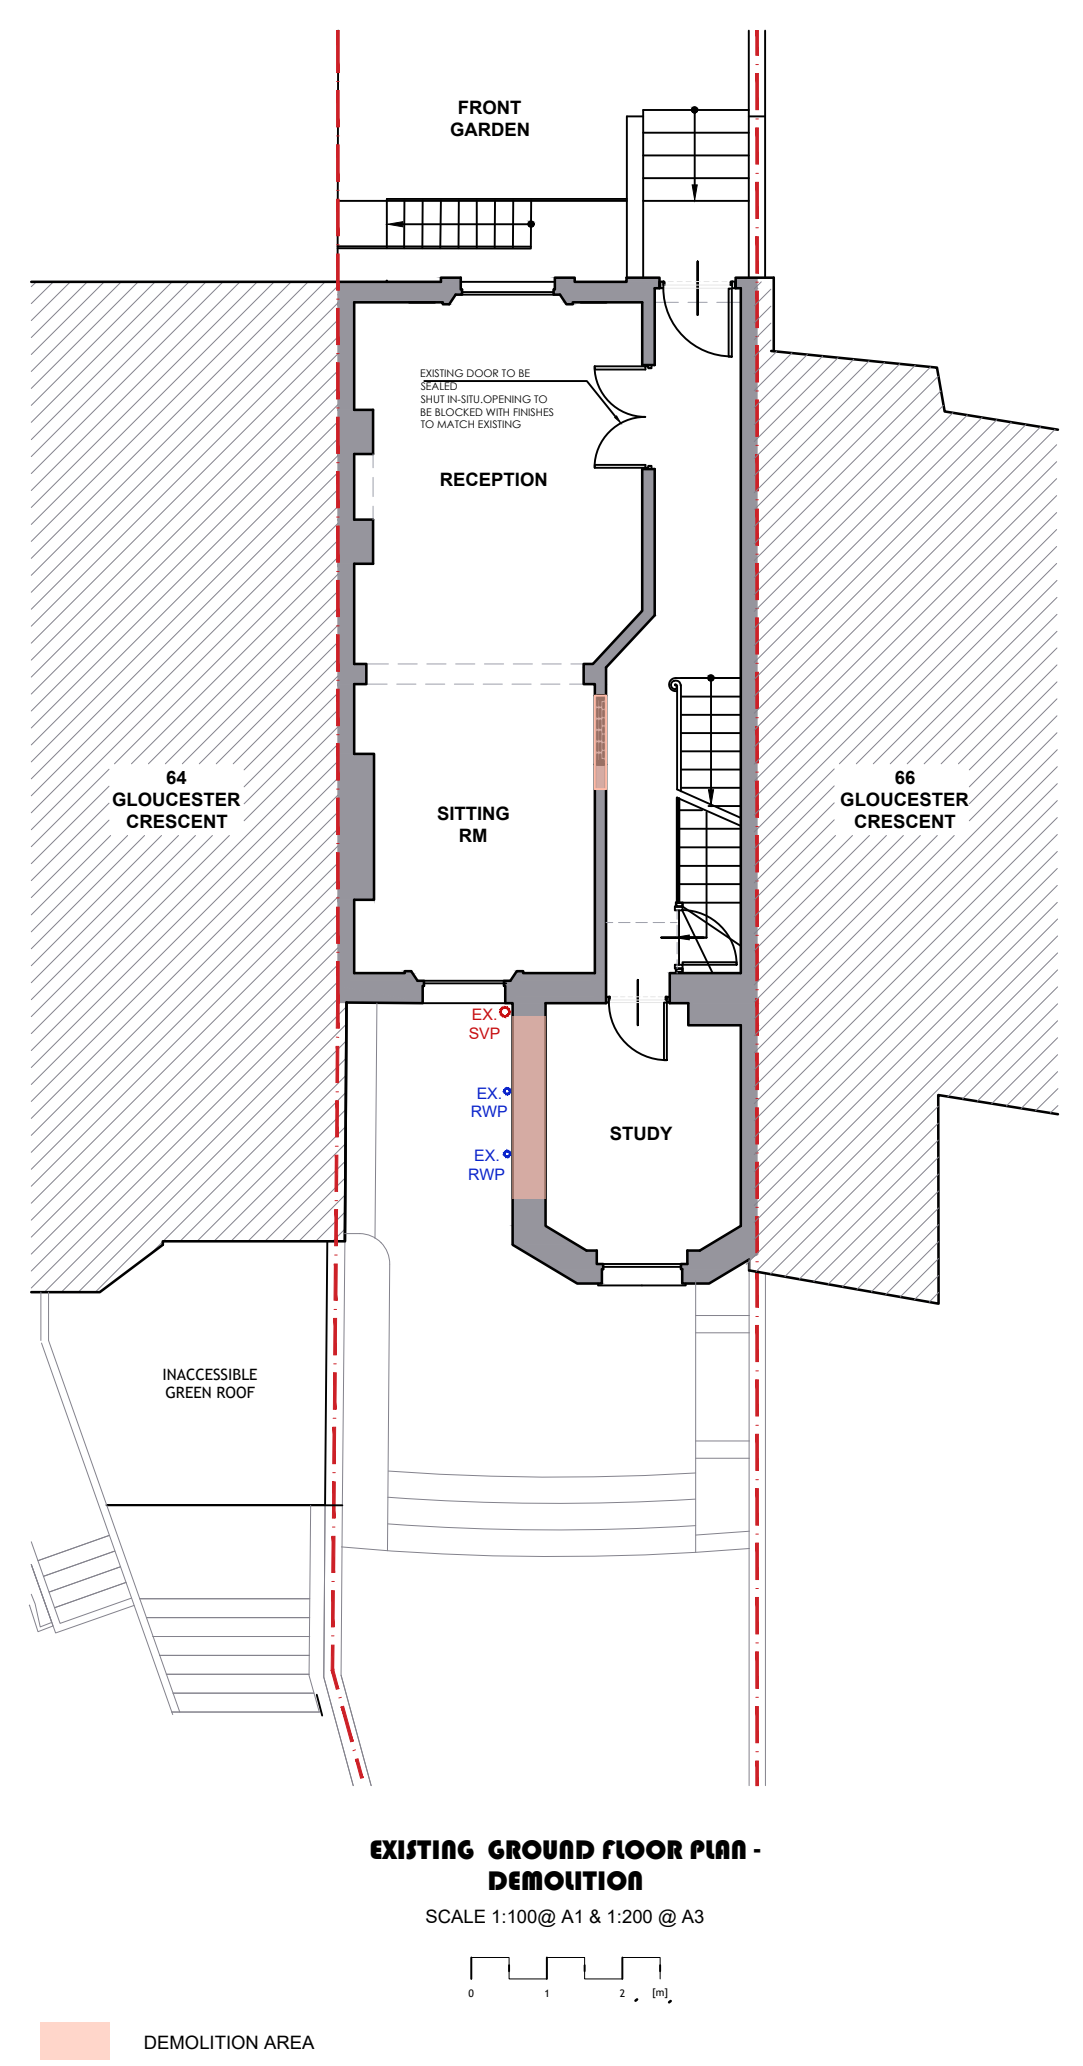 FRONT
GARDEN
EXISTING DOOR TO BE
SEALED
SHUT IN-SITU.OPENING TO
BE BLOCKED WITH FINISHES
TO MATCH EXISTING
RECEPTION
64
GLOUCESTER
CRESCENT
SITTING
RM
66
GLOUCESTER
CRESCENT
EX.
SVP
EX.
RWP
EX.
RWP
STUDY
INACCESSIBLE
GREEN ROOF
EXISTING GROUND FLOOR PLAN -
DEMOLITION
SCALE 1:100@ A1 & 1:200 @ A3
0 1 2 [m]
DEMOLITION AREA